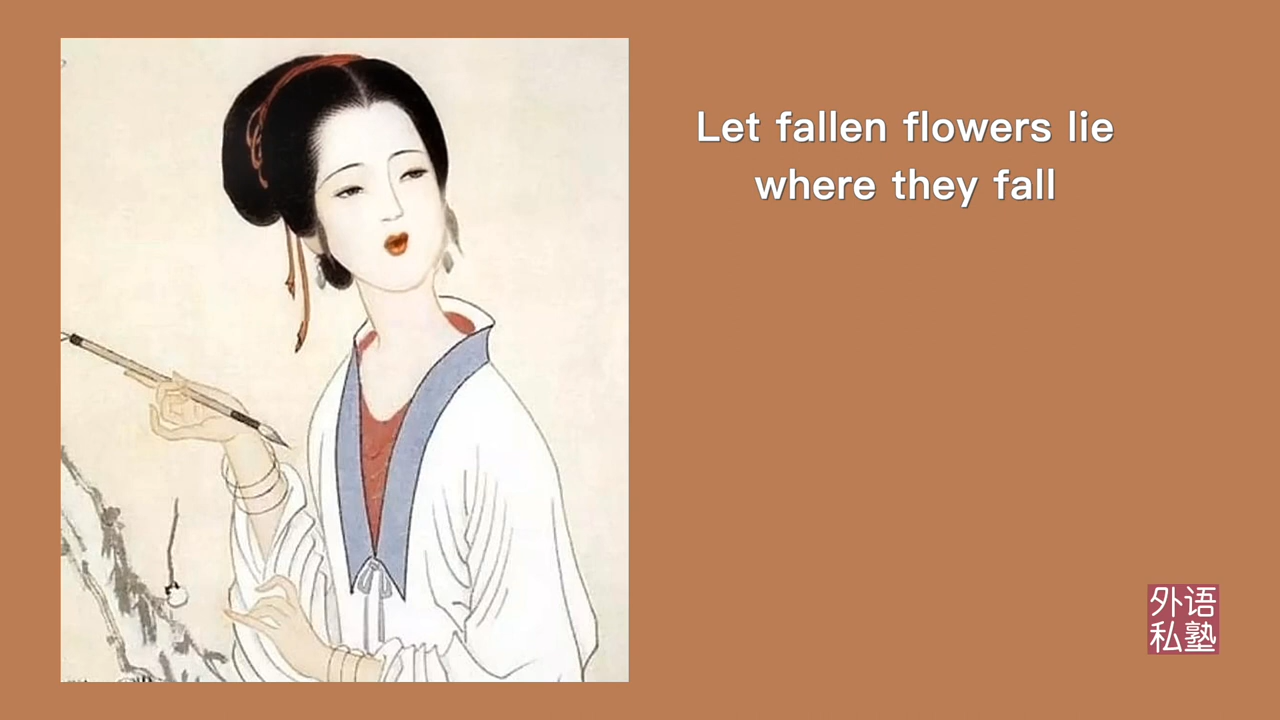 Let fallen flowers lie
where they fall
外语
私塾